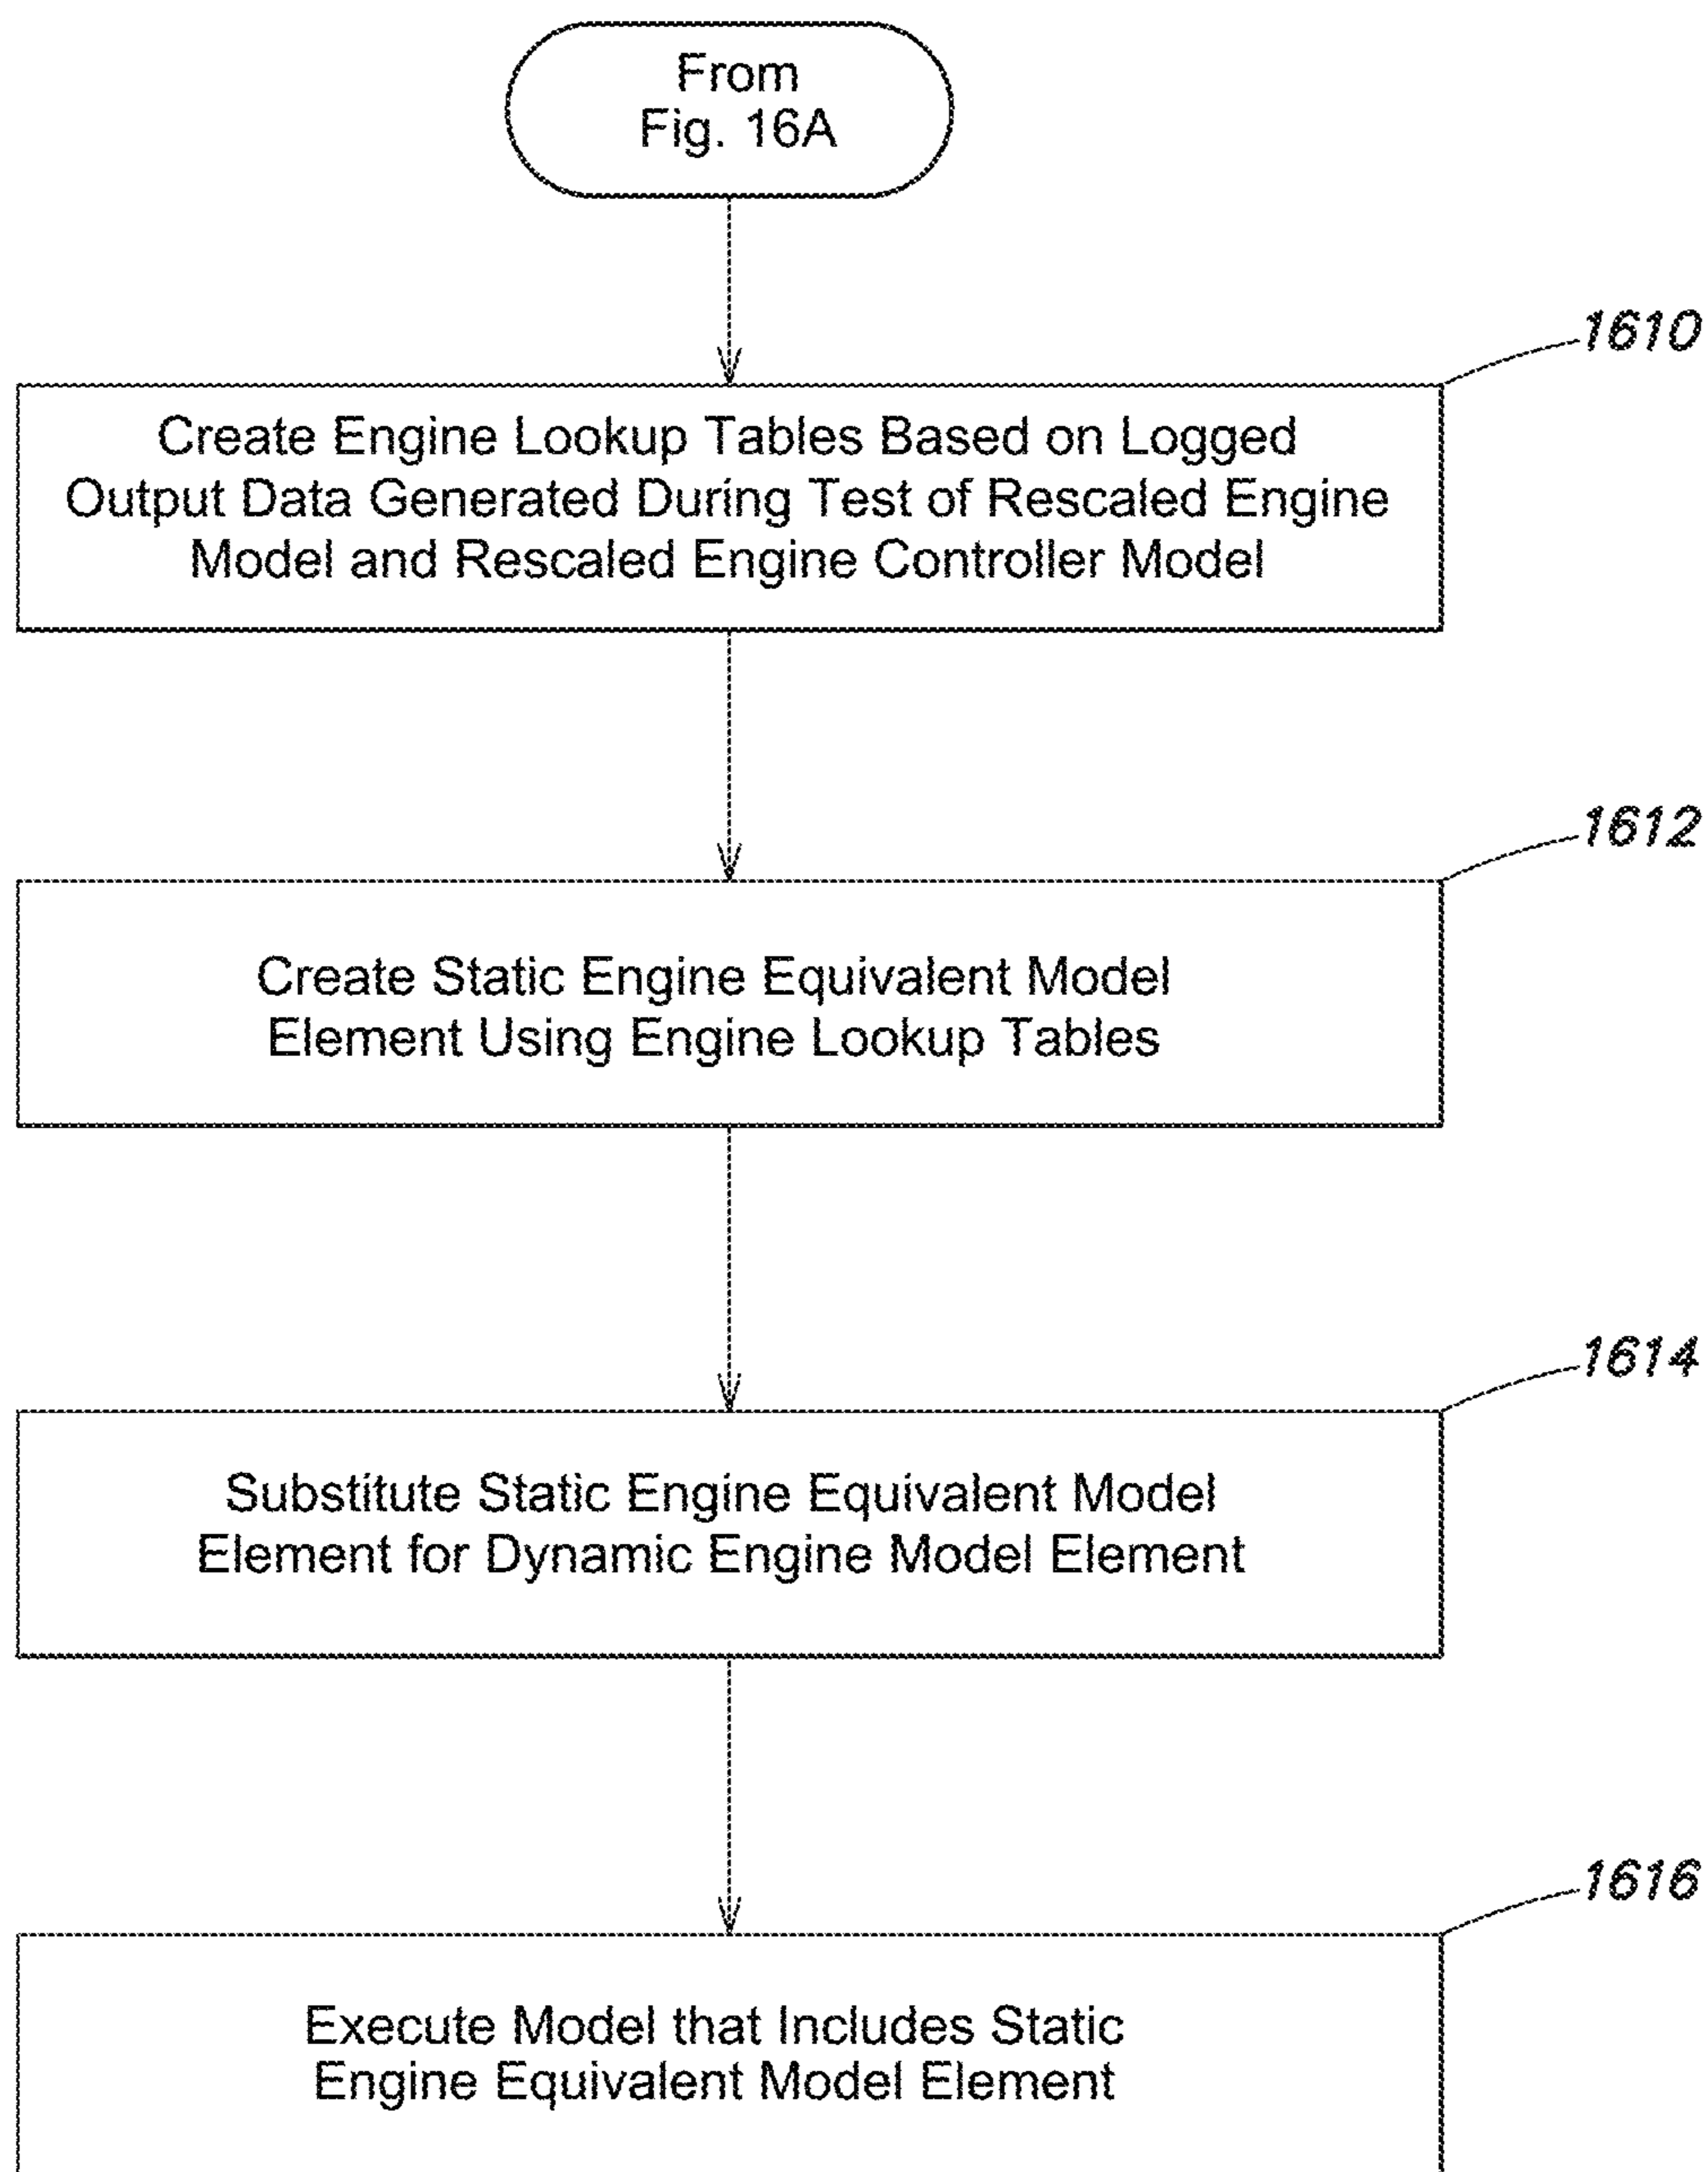 From
Fig. 16A
1610
Create Engine Lookup Tables Based on Logged
Output Data Generated During Test of Rescaled Engine
Model and Rescaled Engine Controller Model
1612
Create Static Engine Equivalent Model
Element Using Engine Lookup Tables
1614
Substitute Static Engine Equivalent Model
Element for Dynamic Engine Model Element
1616
Execute Model that Includes Static
Engine Equivalent Model Element